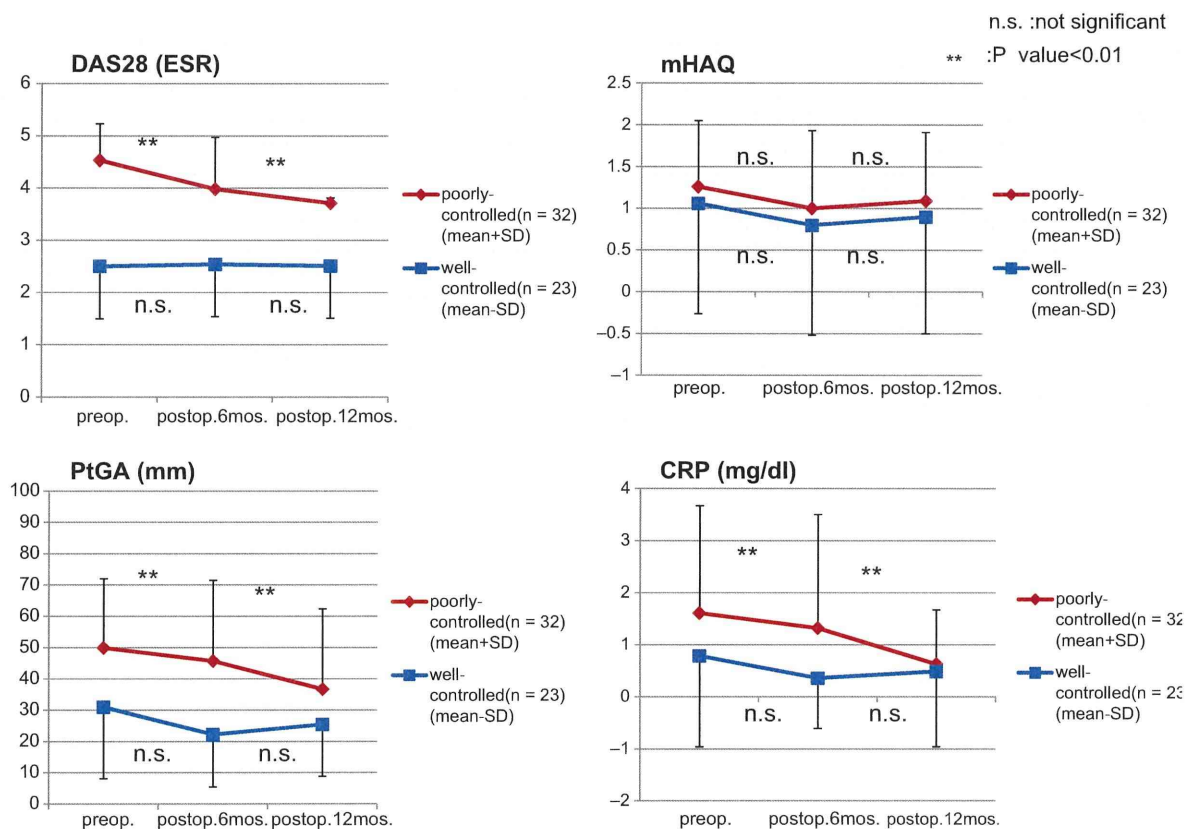 n.s. :not significant
** :P value<0.01
DAS28 (ESR)
6
5
4
3
2
1
0
**
**
n.s.
n.s.
preop.
postop.6mos.
postop.12mos.
poorly-
controlled(n = 32)
(mean+SD)
well-
controlled(n = 23)
(mean-SD)
mHAQ
2.5
2
1.5
1
0.5
0
–0.5
–1
n.s.
n.s.
n.s.
n.s.
preop.
postop.6mos.
postop.12mos.
poorly-
controlled(n = 32)
(mean+SD)
well-
controlled(n = 23)
(mean-SD)
PtGA (mm)
100
90
80
70
60
50
40
30
20
10
0
**
**
n.s.
n.s.
preop.
postop.6mos.
postop.12mos.
poorly-
controlled(n = 32)
(mean+SD)
well-
controlled(n = 23)
(mean-SD)
CRP (mg/dl)
4
3
2
1
0
–1
–2
**
**
n.s.
n.s.
preop.
postop.6mos.
postop.12mos.
poorly-
controlled(n = 32
(mean+SD)
well-
controlled(n = 23
(mean-SD)